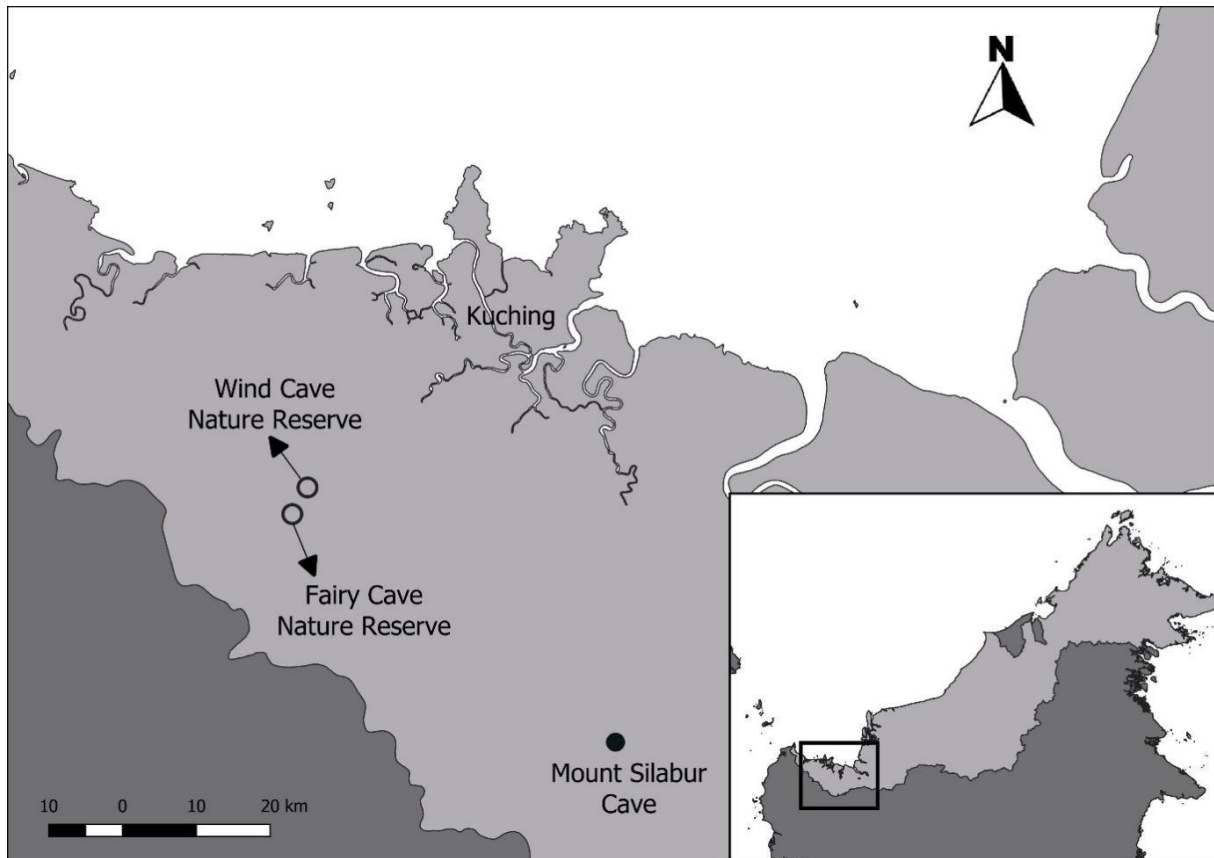 N
Kuching
Wind Cave
Nature Reserve
Fairy Cave
Nature Reserve
Mount Silabur
Cave
10 0 10 20 km